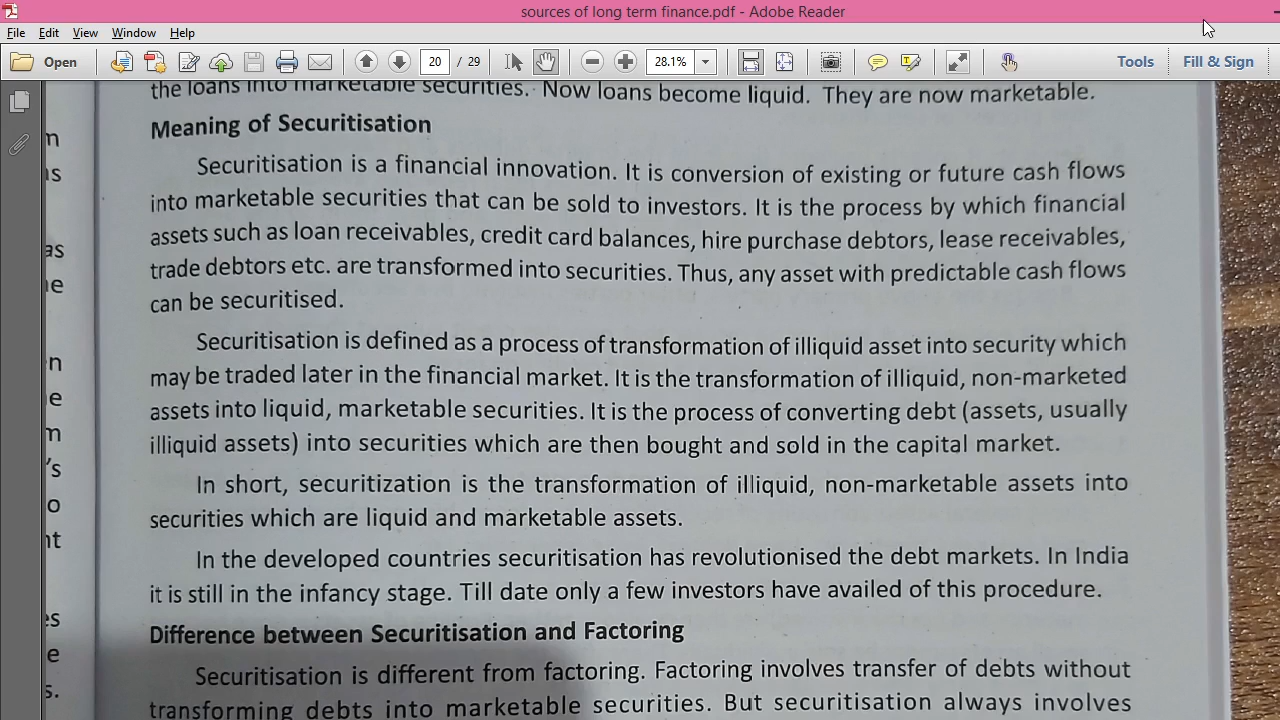 sources of long term finance.pdf - Adobe Reader
File Edit View Window Help
Open 20 / 29 28.1% Tools Fill & Sign
the loans into marketable securities. Now loans become liquid. They are now marketable.
Meaning of Securitisation
Securitisation is a financial innovation. It is conversion of existing or future cash flows
into marketable securities that can be sold to investors. It is the process by which financial
assets such as loan receivables, credit card balances, hire purchase debtors, lease receivables,
trade debtors etc. are transformed into securities. Thus, any asset with predictable cash flows
can be securitised.
Securitisation is defined as a process of transformation of illiquid asset into security which
may be traded later in the financial market. It is the transformation of illiquid, non-marketed
assets into liquid, marketable securities. It is the process of converting debt (assets, usually
illiquid assets) into securities which are then bought and sold in the capital market.
In short, securitization is the transformation of illiquid, non-marketable assets into
securities which are liquid and marketable assets.
In the developed countries securitisation has revolutionised the debt markets. In India
it is still in the infancy stage. Till date only a few investors have availed of this procedure.
Difference between Securitisation and Factoring
Securitisation is different from factoring. Factoring involves transfer of debts without
transforming debts into marketable securities. But securitisation always involves